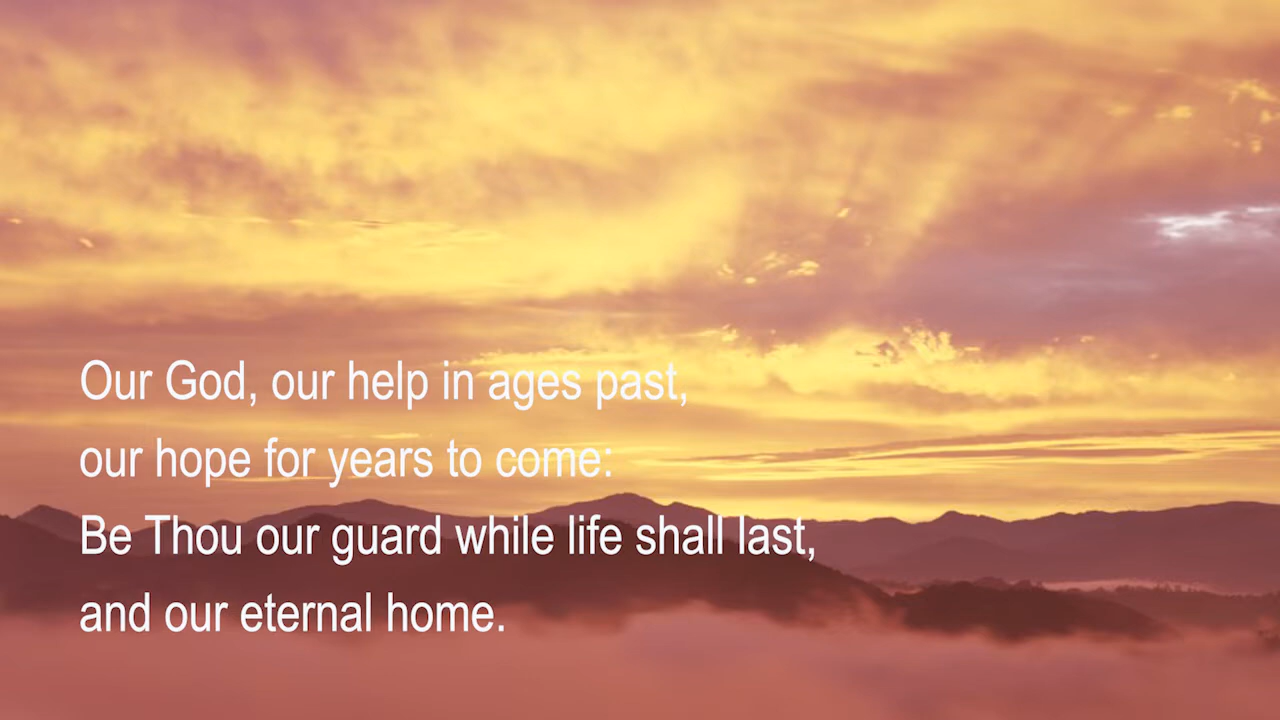 Our God, our help in ages past,
our hope for years to come:
Be Thou our guard while life shall last,
and our eternal home.